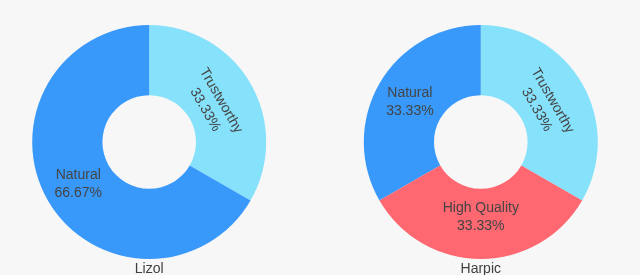 Trustworthy
33.33%
Natural
66.67%
Lizol
Trustworthy
33.33%
Natural
33.33%
High Quality
33.33%
Harpic